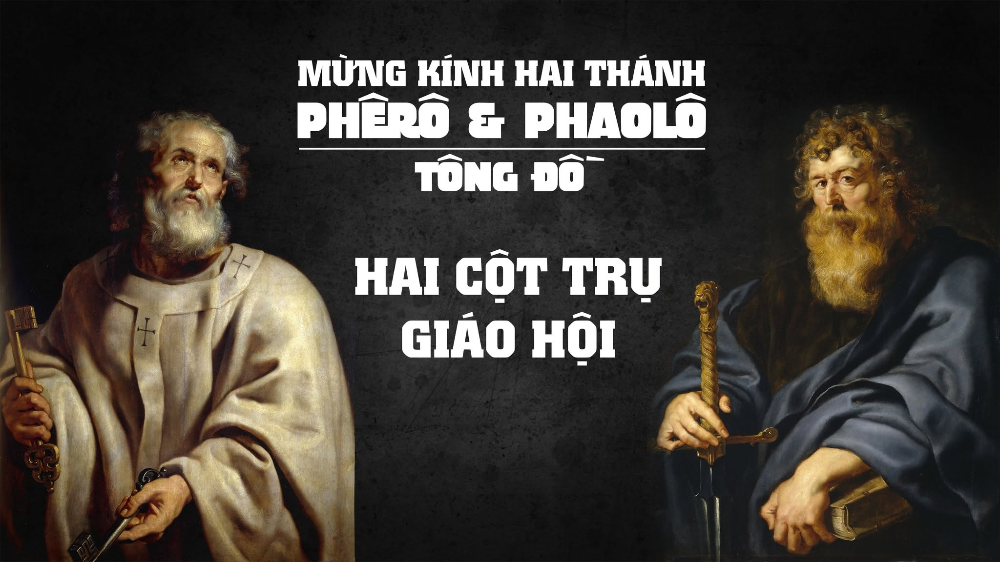 MỪNG KÍNH HAI THÁNH
PHÊRÔ & PHAOLÔ
TÔNG ĐỒ
HAI CỘT TRỤ
GIÁO HỘI